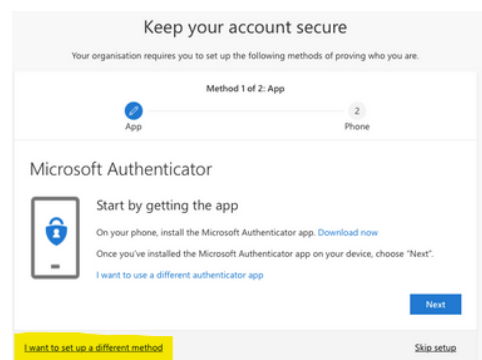 Keep your account secure
Your organisation requires you to set up the following methods of proving who you are.
Method 1 of 2: App
2
App
Phone
Microsoft Authenticator
Start by getting the app
On your phone, install the Microsoft Authenticator app. Download now
Once you've installed the Microsoft Authenticator app on your device, choose "Next".
I want to use a different authenticator app
Next
I want to set up a different method
Skip setup